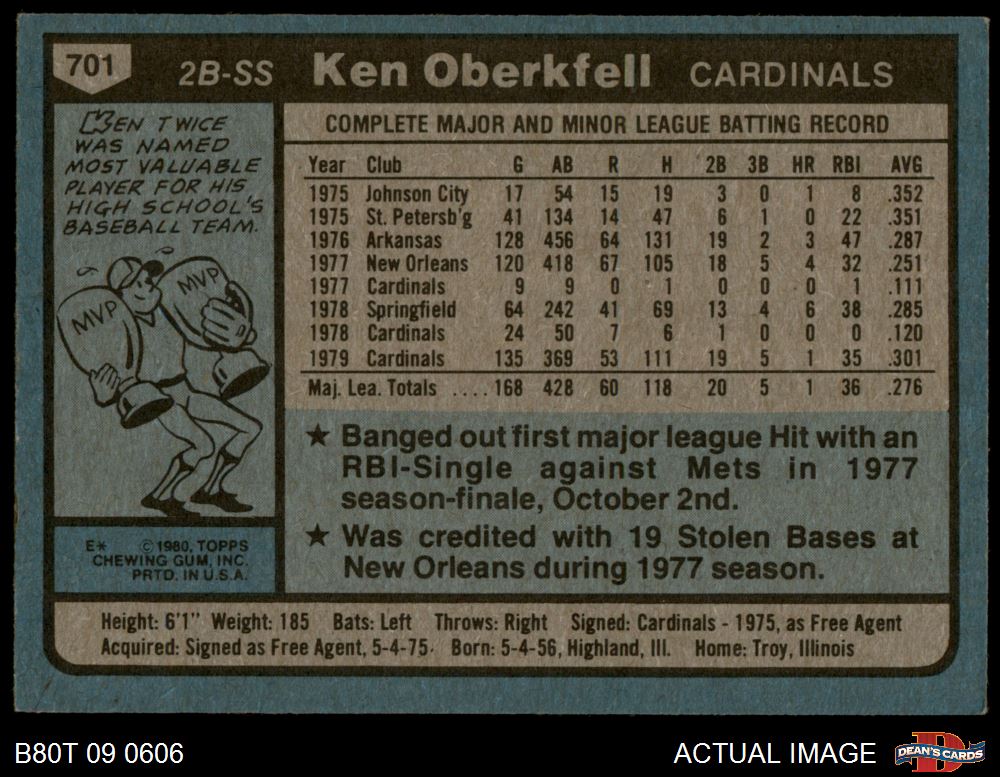 701 2B-SS Ken Oberkfell CARDINALS
KEN TWICE
WAS NAMED
MOST VALUABLE
PLAYER FOR HIS
HIGH SCHOOL'S
BASEBALL TEAM.
MVP
MVP
E* © 1980, TOPPS
CHEWING GUM, INC.
PRTD. IN U.S.A.
COMPLETE MAJOR AND MINOR LEAGUE BATTING RECORD
Year Club G AB R H 2B 3B HR RBI AVG
1975 Johnson City 17 54 15 19 3 0 1 8 .352
1975 St. Petersb'g 41 134 14 47 6 1 0 22 .351
1976 Arkansas 128 456 64 131 19 2 3 47 .287
1977 New Orleans 120 418 67 105 18 5 4 32 .251
1977 Cardinals 9 9 0 1 0 0 0 1 .111
1978 Springfield 64 242 41 69 13 4 6 38 .285
1978 Cardinals 24 50 7 6 1 0 0 0 .120
1979 Cardinals 135 369 53 111 19 5 1 35 .301
Maj. Lea. Totals .... 168 428 60 118 20 5 1 36 .276
★ Banged out first major league Hit with an
RBI-Single against Mets in 1977
season-finale, October 2nd.
★ Was credited with 19 Stolen Bases at
New Orleans during 1977 season.
Height: 6'1" Weight: 185 Bats: Left Throws: Right Signed: Cardinals - 1975, as Free Agent
Acquired: Signed as Free Agent, 5-4-75. Born: 5-4-56, Highland, Ill. Home: Troy, Illinois
B80T 09 0606 ACTUAL IMAGE D DEAN'S CARDS